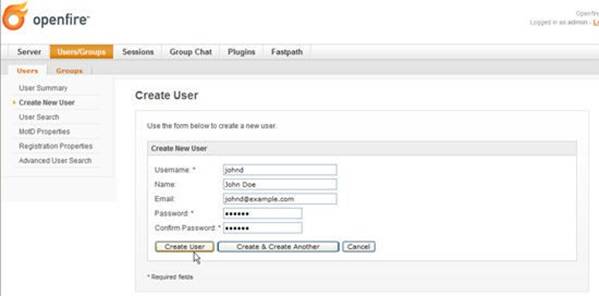 openfire™
Openfire
Logged in as admin - Lo
Server Users/Groups Sessions Group Chat Plugins Fastpath
Users Groups
User Summary
Create New User
User Search
MotD Properties
Registration Properties
Advanced User Search
Create User
Use the form below to create a new user.
Create New User
Username: * johnd
Name: John Doe
Email: johnd@example.com
Password: * ••••••
Confirm Password: * ••••••
Create User Create & Create Another Cancel
* Required fields